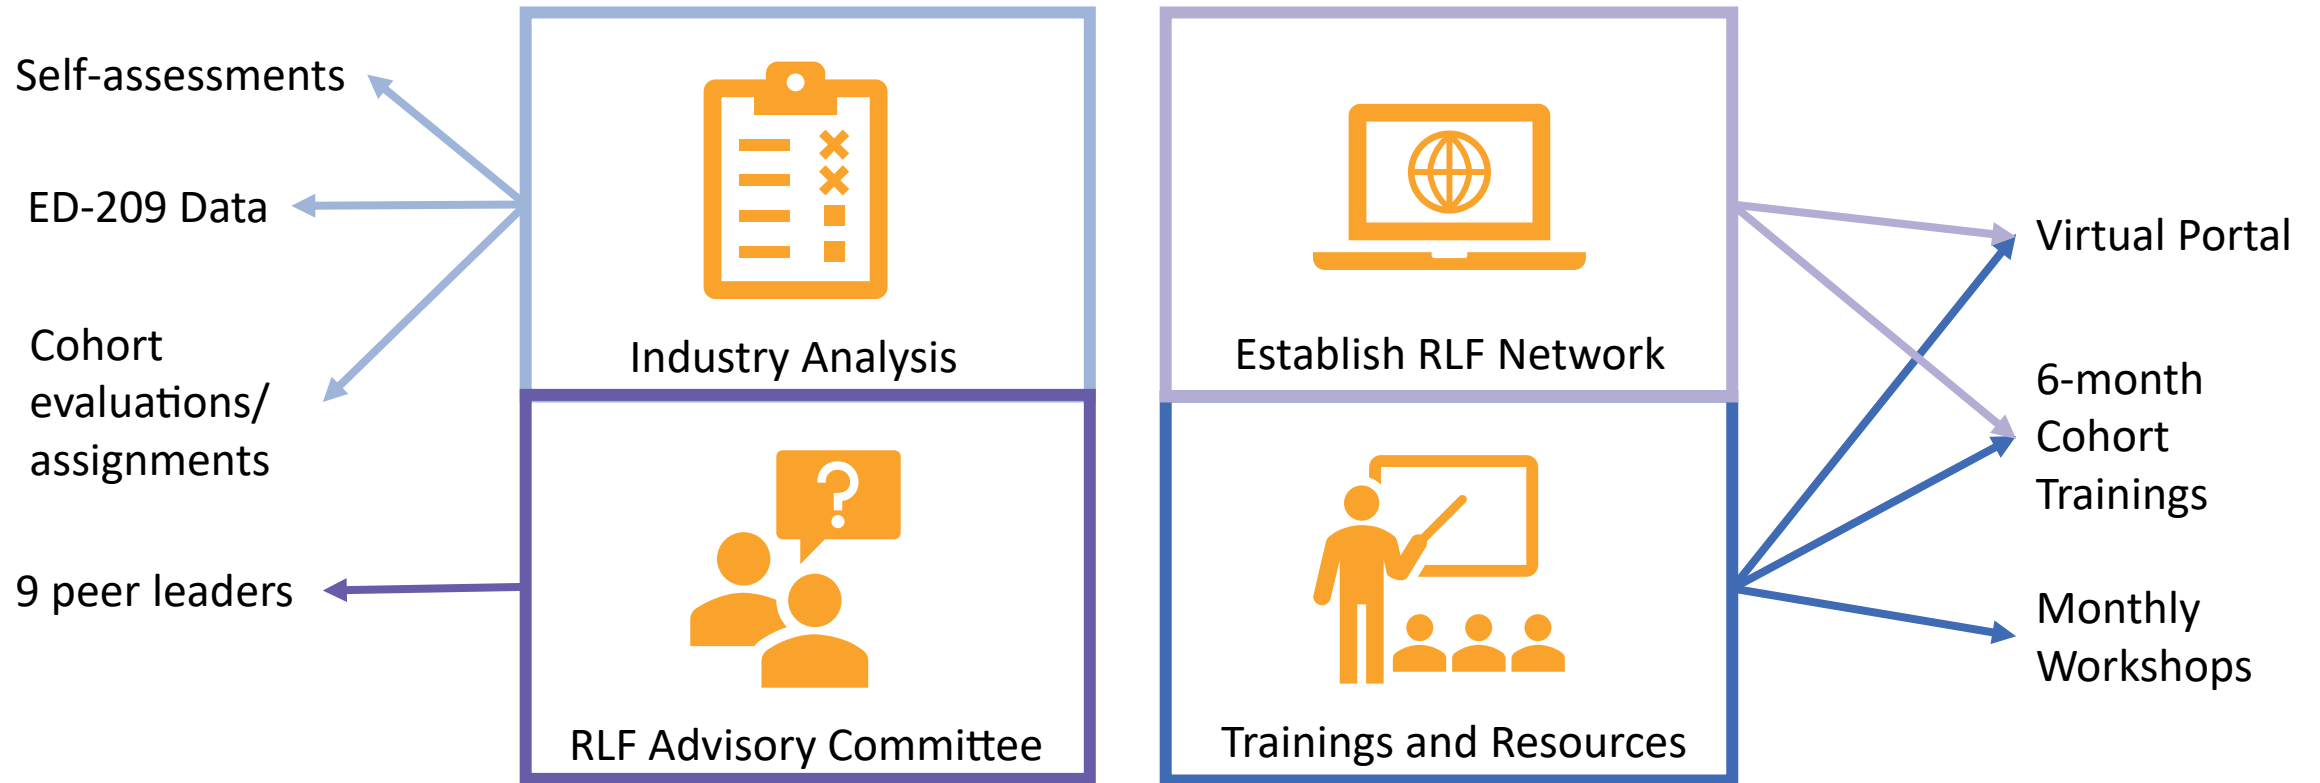 Self-assessments
ED-209 Data
Cohort
evaluations/
assignments
9 peer leaders
Industry Analysis
RLF Advisory Committee
?
Establish RLF Network
Trainings and Resources
Virtual Portal
6-month
Cohort
Trainings
Monthly
Workshops